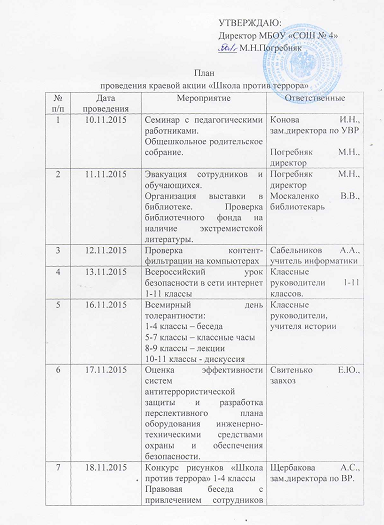 УТВЕРЖДАЮ:
Директор МБОУ «СОШ № 4»
М.Н.Погребняк
План
проведения краевой акции «Школа против террора»
№ п/п Дата проведения Мероприятие Ответственные
1 10.11.2015 Семинар с педагогическими Конова И.Н.,
работниками. зам.директора по УВР
Общешкольное родительское
собрание. Погребняк М.Н.,
директор
2 11.11.2015 Эвакуация сотрудников и Погребняк М.Н.,
обучающихся. директор
Организация выставки в Москаленко В.В.,
библиотеке. Проверка библиотекарь
библиотечного фонда на
наличие экстремистской
литературы.
3 12.11.2015 Проверка контент- Сабельников А.А.,
фильтрации на компьютерах учитель информатики
4 13.11.2015 Всероссийский урок Классные
безопасности в сети интернет руководители 1-11
1-11 классы классов.
5 16.11.2015 Всемирный день Классные
толерантности: руководители,
1-4 классы – беседа учителя истории
5-7 классы – классные часы
8-9 классы – лекции
10-11 классы - дискуссия
6 17.11.2015 Оценка эффективности Свитенько Е.Ю.,
систем завхоз
антитеррористической
защиты и разработка
перспективного плана
оборудования инженерно-
техническими средствами
охраны и обеспечения
безопасности.
7 18.11.2015 Конкурс рисунков «Школа Щербакова А.С.,
против террора» 1-4 классы зам.директора по ВР.
Правовая беседа с
привлечением сотрудников